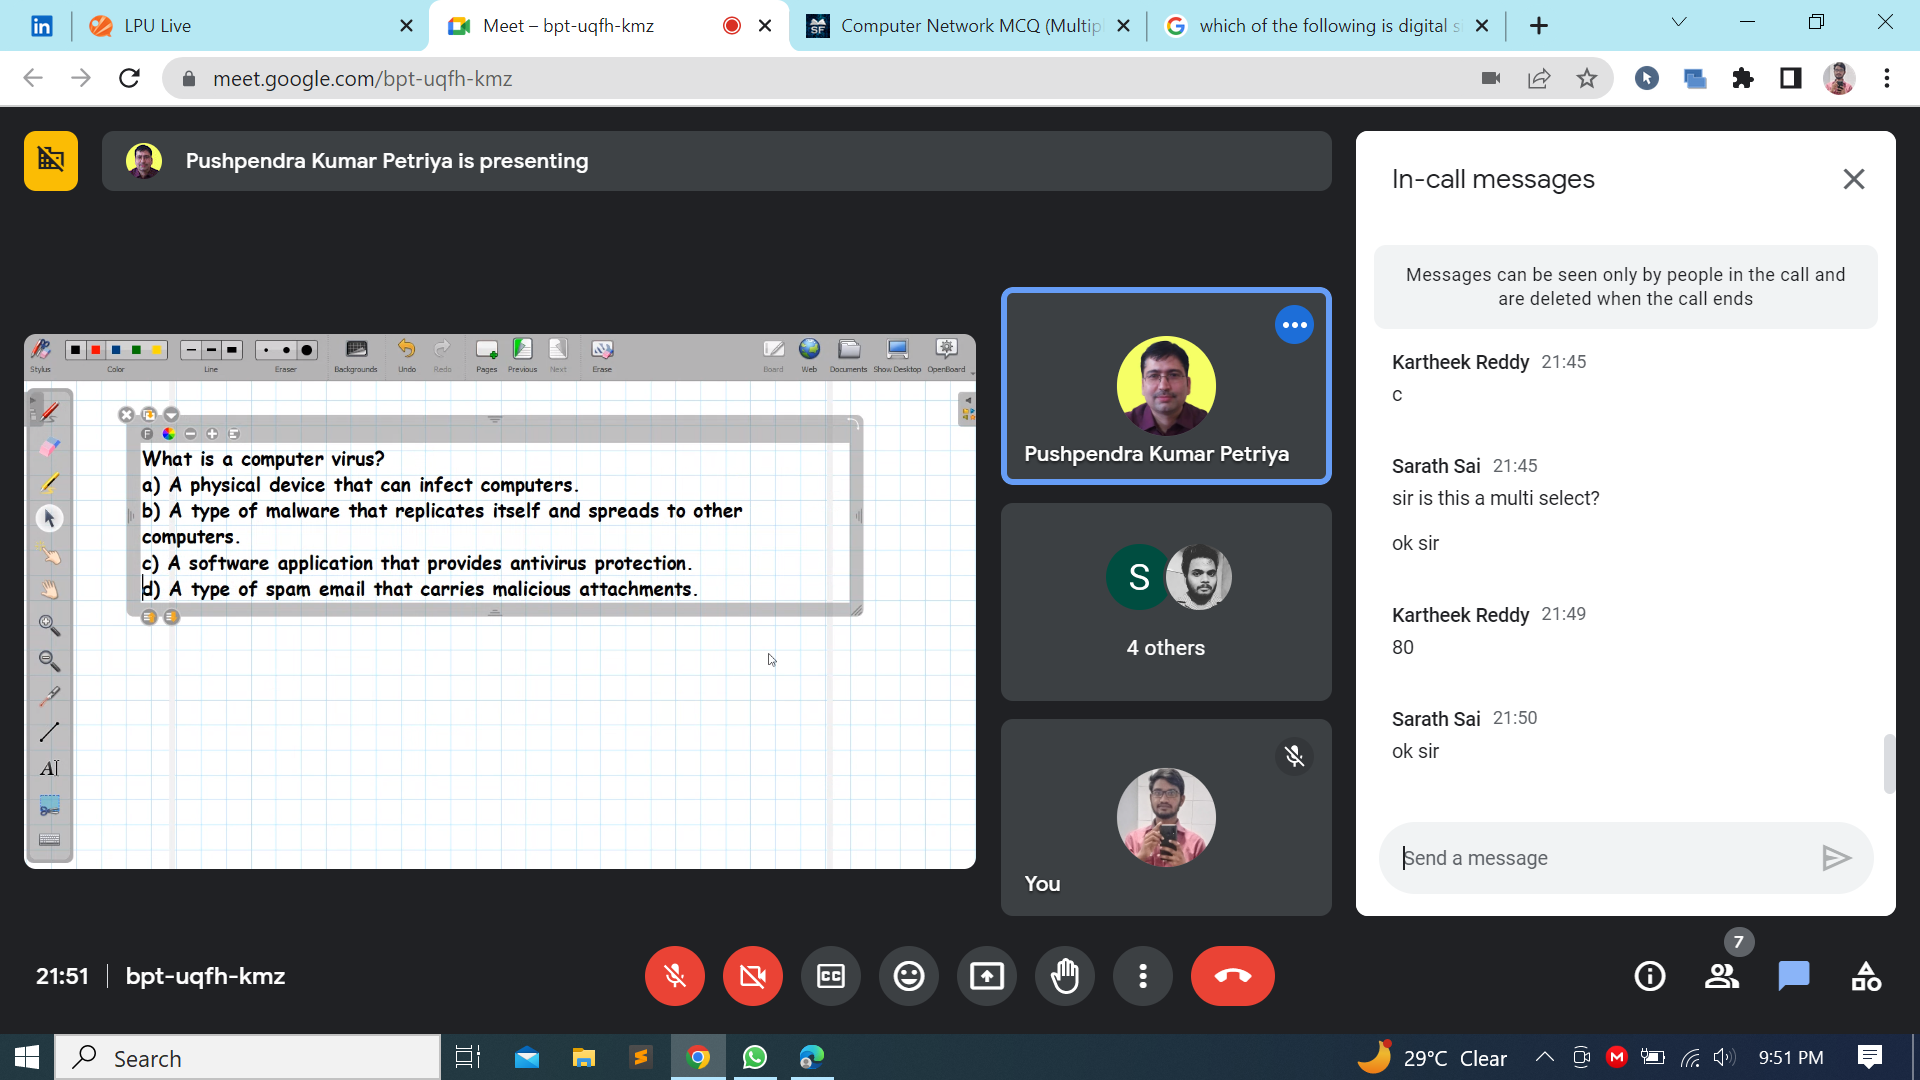 LPU Live
Meet – bpt-uqfh-kmz
Computer Network MCQ (Multip
which of the following is digital s
meet.google.com/bpt-uqfh-kmz
Pushpendra Kumar Petriya is presenting
In-call messages
Messages can be seen only by people in the call and
are deleted when the call ends
Kartheek Reddy 21:45
c
Sarath Sai 21:45
sir is this a multi select?
ok sir
Kartheek Reddy 21:49
80
Sarath Sai 21:50
ok sir
Send a message
Stylus
Color
Line
Eraser
Backgrounds
Undo
Redo
Pages
Previous
Next
Erase
Board
Web
Documents
Show Desktop
OpenBoard
What is a computer virus?
a) A physical device that can infect computers.
b) A type of malware that replicates itself and spreads to other
computers.
c) A software application that provides antivirus protection.
d) A type of spam email that carries malicious attachments.
Pushpendra Kumar Petriya
S
4 others
You
21:51
bpt-uqfh-kmz
7
Search
29°C Clear
9:51 PM